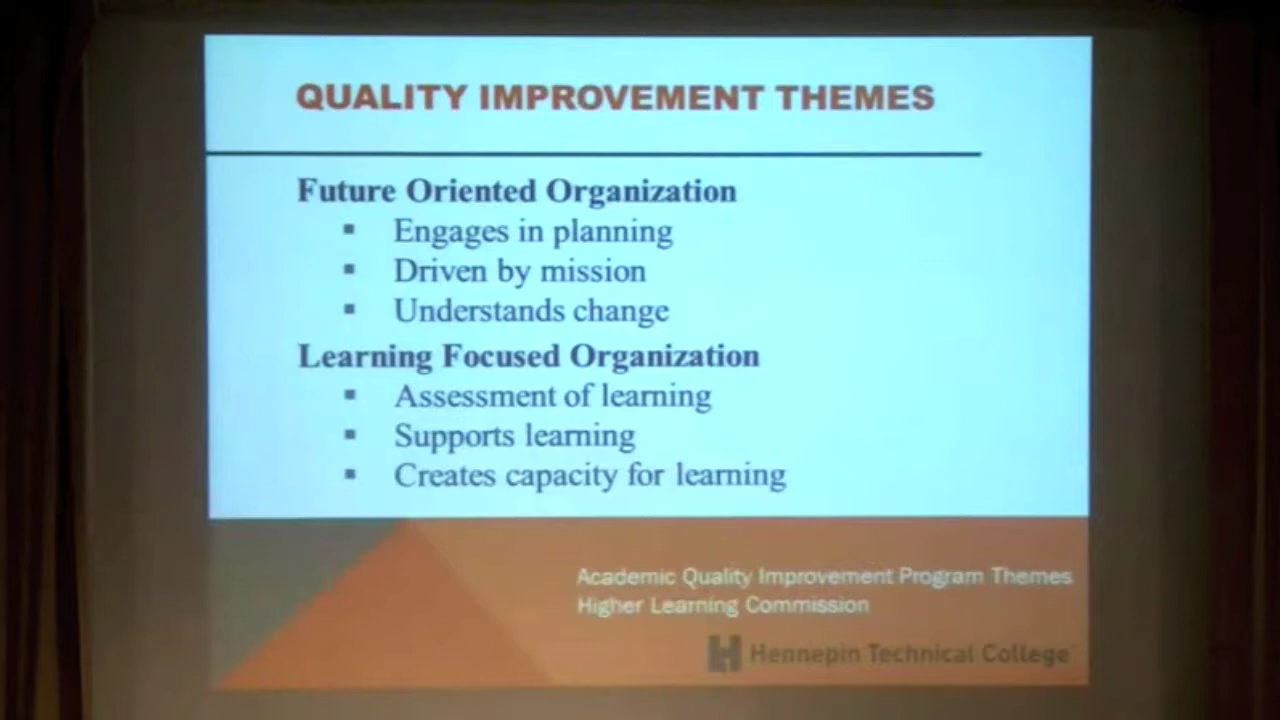 QUALITY IMPROVEMENT THEMES
Future Oriented Organization
▪ Engages in planning
▪ Driven by mission
▪ Understands change
Learning Focused Organization
▪ Assessment of learning
▪ Supports learning
▪ Creates capacity for learning
Academic Quality Improvement Program Themes
Higher Learning Commission
Hennepin Technical College